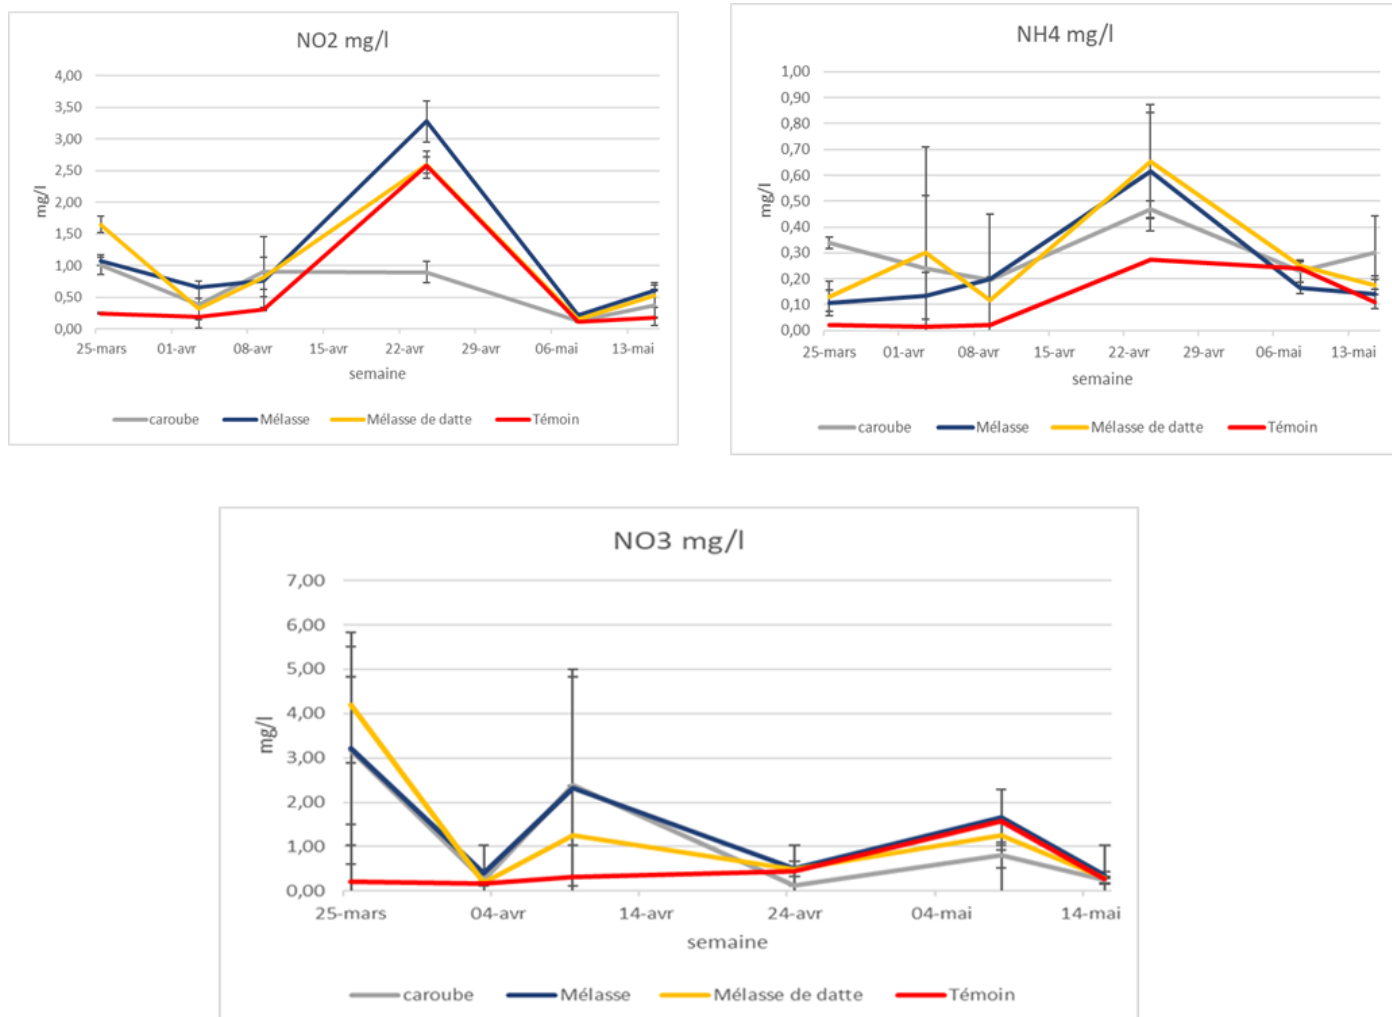 NO2 mg/l
4,00
3,50
3,00
2,50
2,00
1,50
1,00
0,50
0,00
mg/l
25-mars 01-avr 08-avr 15-avr 22-avr 29-avr 06-mai 13-mai
semaine
caroube Mélasse Mélasse de datte Témoin
NH4 mg/l
1,00
0,90
0,80
0,70
0,60
0,50
0,40
0,30
0,20
0,10
0,00
mg/l
25-mars 01-avr 08-avr 15-avr 22-avr 29-avr 06-mai 13-mai
semaine
caroube Mélasse Mélasse de datte Témoin
NO3 mg/l
7,00
6,00
5,00
4,00
3,00
2,00
1,00
0,00
mg/l
25-mars 04-avr 14-avr 24-avr 04-mai 14-mai
semaine
caroube Mélasse Mélasse de datte Témoin